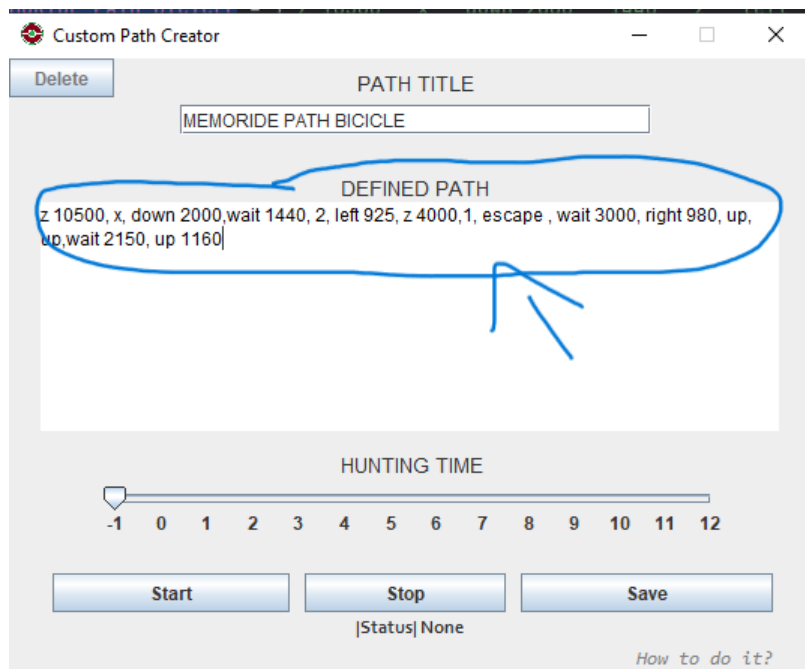 Custom Path Creator
Delete
PATH TITLE
MEMORIDE PATH BICICLE
DEFINED PATH
z 10500, x, down 2000,wait 1440, 2, left 925, z 4000,1, escape , wait 3000, right 980, up,
up,wait 2150, up 1160
HUNTING TIME
-1 0 1 2 3 4 5 6 7 8 9 10 11 12
Start Stop Save
|Status| None
How to do it?